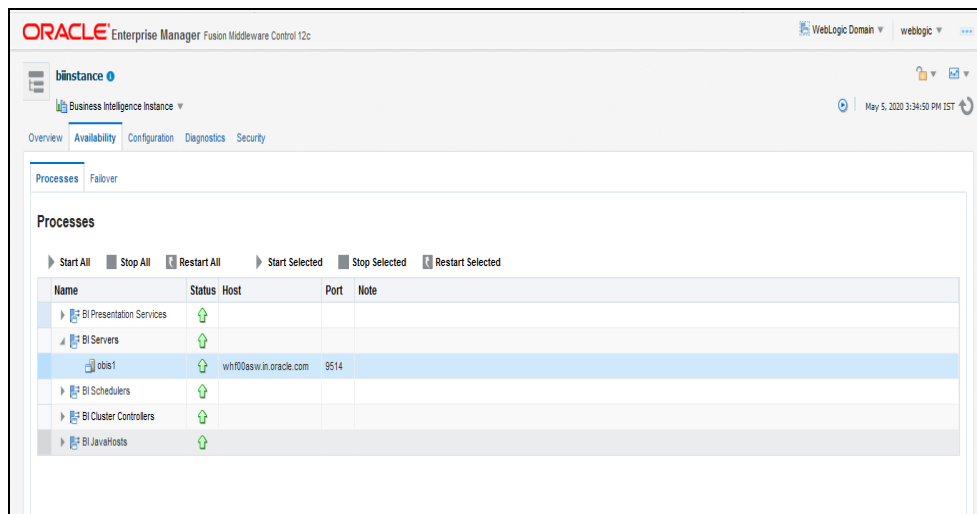 ORACLE Enterprise Manager Fusion Middleware Control 12c
WebLogic Domain weblogic
biinstance
Business Intelligence Instance
May 5, 2020 3:34:50 PM IST
Overview Availability Configuration Diagnostics Security
Processes Failover
Processes
Start All Stop All Restart All Start Selected Stop Selected Restart Selected
Name Status Host Port Note
BI Presentation Services
BI Servers
obis1 whf00asw.in.oracle.com 9514
BI Schedulers
BI Cluster Controllers
BI JavaHosts